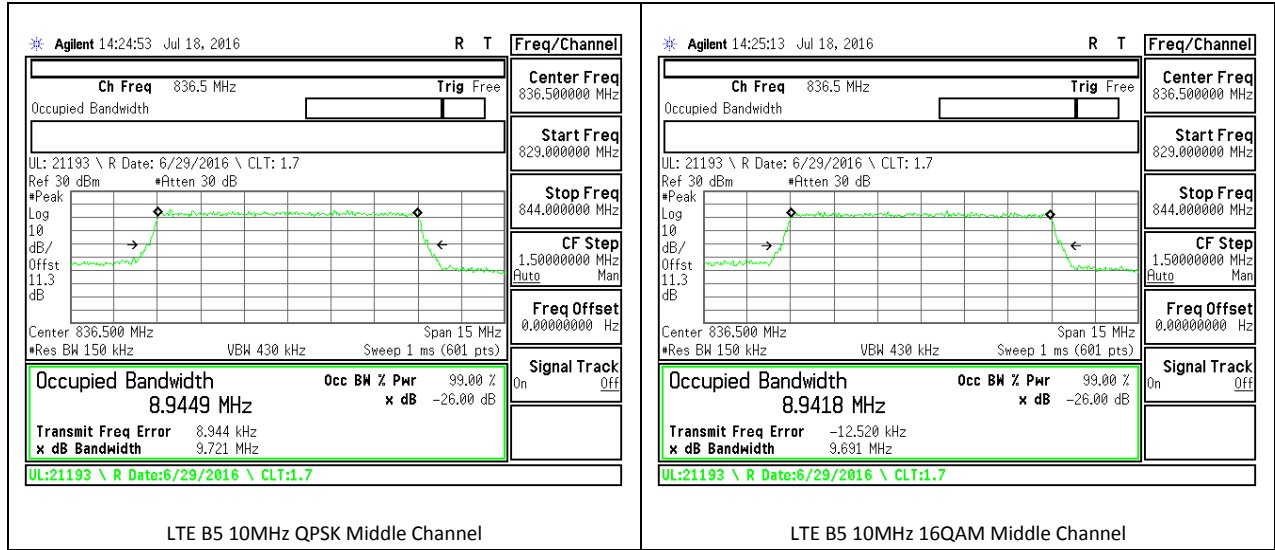 Agilent 14:24:53 Jul 18, 2016 R T
Freq/Channel
Ch Freq 836.5 MHz Trig Free
Occupied Bandwidth
Center Freq
836.500000 MHz
Start Freq
829.000000 MHz
UL: 21193 \ R Date: 6/29/2016 \ CLT: 1.7
Ref 30 dBm #Atten 30 dB
#Peak
Log
10
dB/
Offst
11.3
dB
Stop Freq
844.000000 MHz
CF Step
1.50000000 MHz
Auto Man
Freq Offset
0.00000000 Hz
Center 836.500 MHz Span 15 MHz
#Res BW 150 kHz VBW 430 kHz Sweep 1 ms (601 pts)
Signal Track
On Off
Occupied Bandwidth Occ BW % Pwr 99.00 %
8.9449 MHz x dB -26.00 dB
Transmit Freq Error 8.944 kHz
x dB Bandwidth 9.721 MHz
UL:21193 \ R Date:6/29/2016 \ CLT:1.7
LTE B5 10MHz QPSK Middle Channel
Agilent 14:25:13 Jul 18, 2016 R T
Freq/Channel
Ch Freq 836.5 MHz Trig Free
Occupied Bandwidth
Center Freq
836.500000 MHz
Start Freq
829.000000 MHz
UL: 21193 \ R Date: 6/29/2016 \ CLT: 1.7
Ref 30 dBm #Atten 30 dB
#Peak
Log
10
dB/
Offst
11.3
dB
Stop Freq
844.000000 MHz
CF Step
1.50000000 MHz
Auto Man
Freq Offset
0.00000000 Hz
Center 836.500 MHz Span 15 MHz
#Res BW 150 kHz VBW 430 kHz Sweep 1 ms (601 pts)
Signal Track
On Off
Occupied Bandwidth Occ BW % Pwr 99.00 %
8.9418 MHz x dB -26.00 dB
Transmit Freq Error -12.520 kHz
x dB Bandwidth 9.691 MHz
UL:21193 \ R Date:6/29/2016 \ CLT:1.7
LTE B5 10MHz 16QAM Middle Channel